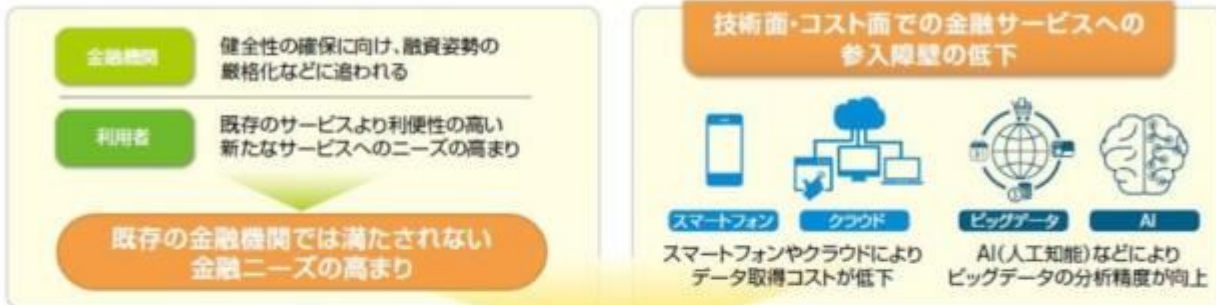 金融機関
健全性の確保に向け、融資姿勢の
厳格化などに追われる
利用者
既存のサービスより利便性の高い
新たなサービスへのニーズの高まり
既存の金融機関では満たされない
金融ニーズの高まり
技術面・コスト面での金融サービスへの
参入障壁の低下
スマートフォン
クラウド
ビッグデータ
AI
スマートフォンやクラウドにより
データ取得コストが低下
AI(人工知能)などにより
ビッグデータの分析精度が向上